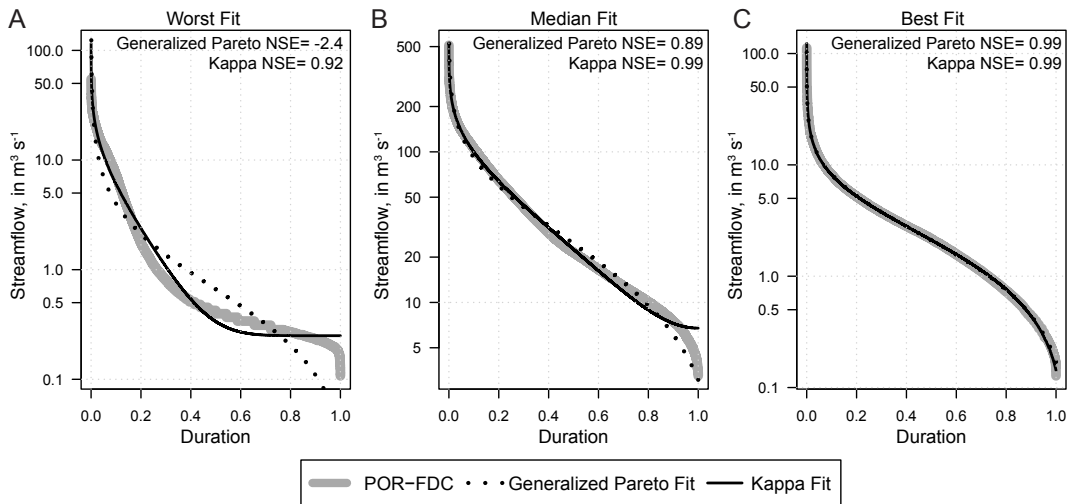 A
Worst Fit
Generalized Pareto NSE= -2.4
Kappa NSE= 0.92
Streamflow, in m³ s⁻¹
100.0
50.0
10.0
5.0
1.0
0.5
0.1
0.0 0.2 0.4 0.6 0.8 1.0
Duration
B
Median Fit
Generalized Pareto NSE= 0.89
Kappa NSE= 0.99
Streamflow, in m³ s⁻¹
500
200
100
50
20
10
5
0.0 0.2 0.4 0.6 0.8 1.0
Duration
C
Best Fit
Generalized Pareto NSE= 0.99
Kappa NSE= 0.99
Streamflow, in m³ s⁻¹
100.0
50.0
10.0
5.0
1.0
0.5
0.1
0.0 0.2 0.4 0.6 0.8 1.0
Duration
POR−FDC Generalized Pareto Fit Kappa Fit